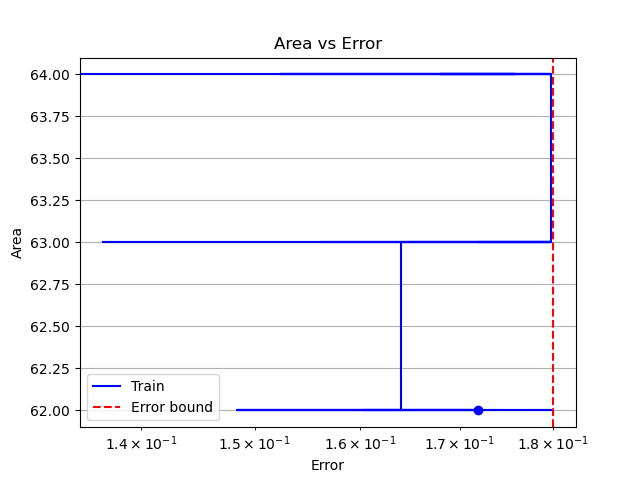 Area vs Error
64.00
63.75
63.50
63.25
63.00
62.75
62.50
62.25
62.00
Area
Train
Error bound
1.4 × 10⁻¹ 1.5 × 10⁻¹ 1.6 × 10⁻¹ 1.7 × 10⁻¹ 1.8 × 10⁻¹
Error